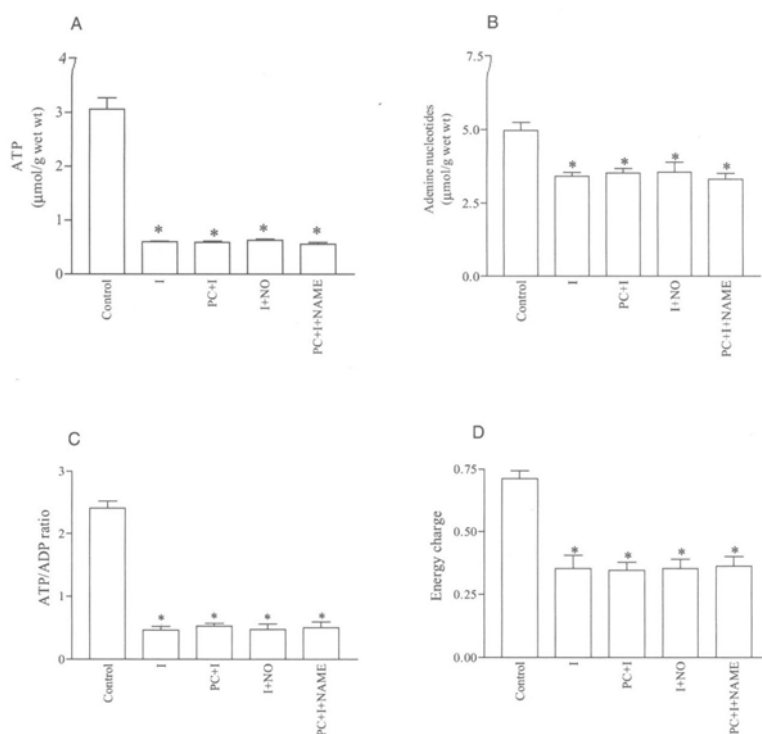 A
ATP
(μmol/g wet wt)
4
3
2
1
0
*
*
*
*
Control
I
PC+I
I+NO
PC+I+NAME
B
Adenine nucleotides
(μmol/g wet wt)
7.5
5.0
2.5
0.0
*
*
*
*
Control
I
PC+I
I+NO
PC+I+NAME
C
ATP/ADP ratio
3
2
1
0
*
*
*
*
Control
I
PC+I
I+NO
PC+I+NAME
D
Energy charge
0.75
0.50
0.25
0.00
*
*
*
*
Control
I
PC+I
I+NO
PC+I+NAME